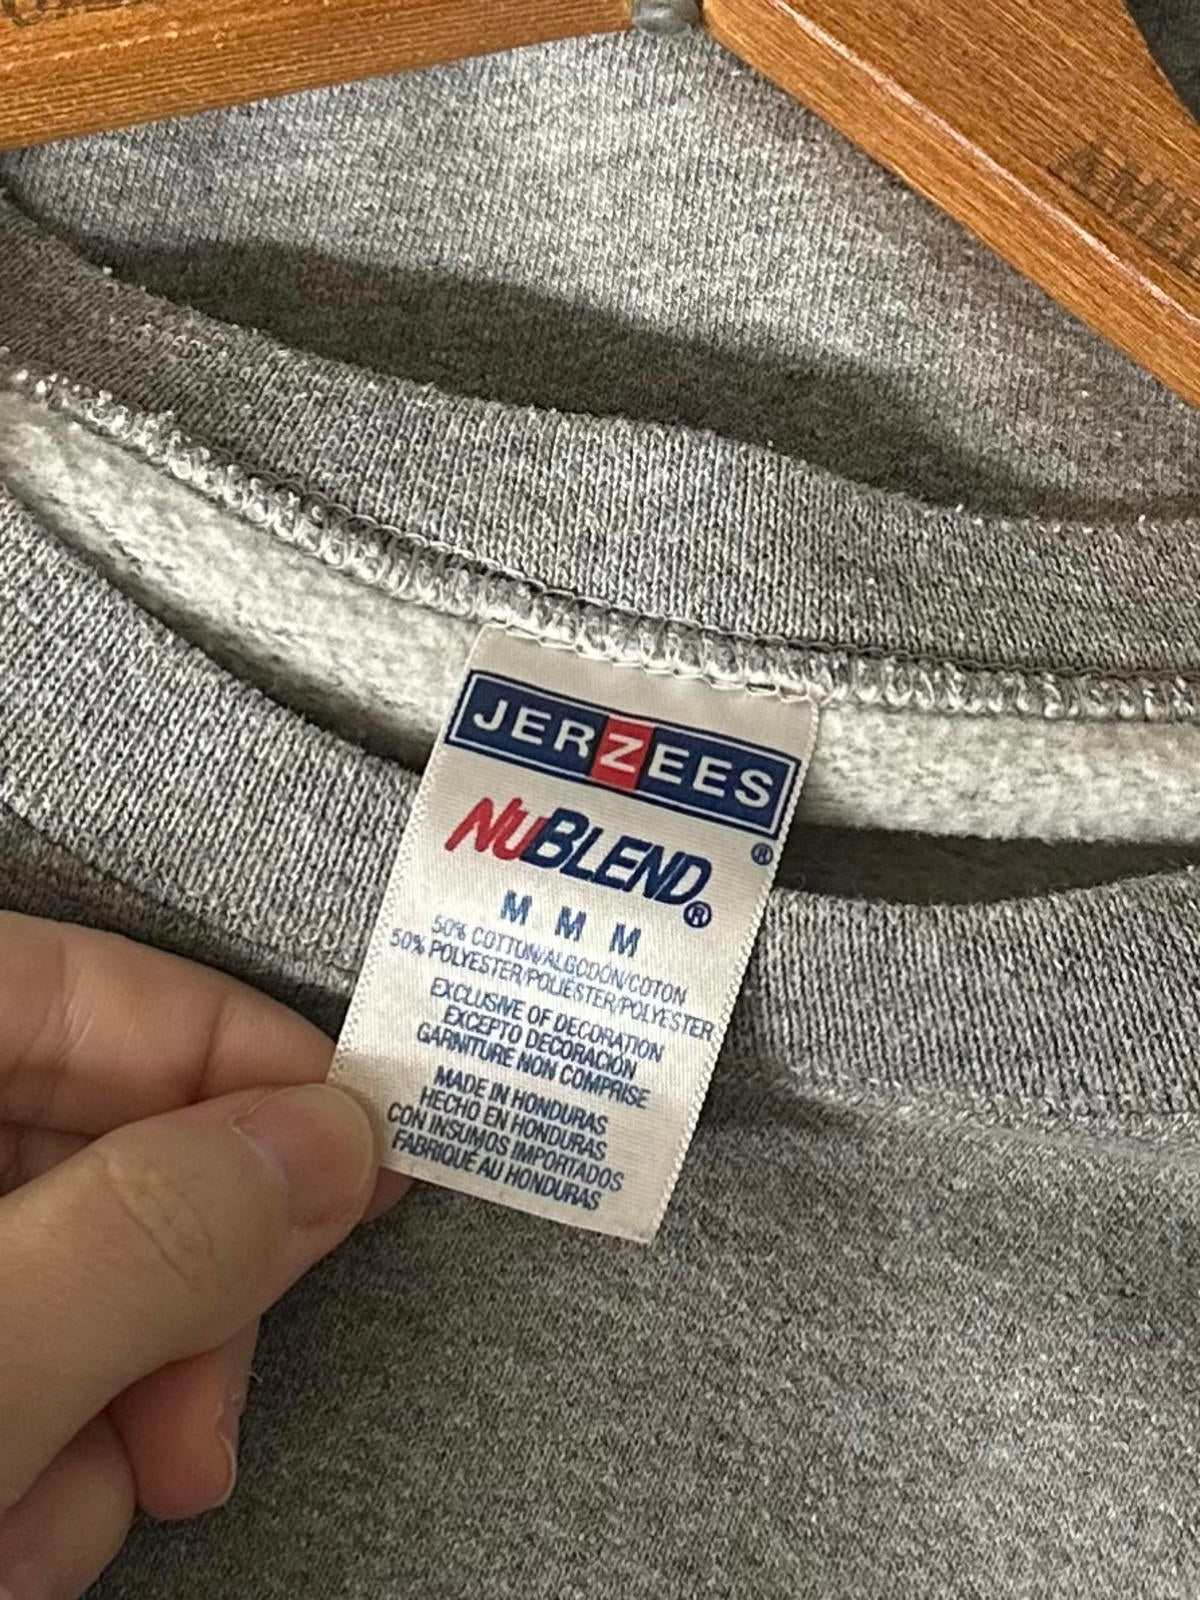 AME
JERZEES
®
NUBLEND®
M M M
50% COTTON/ALGODÓN/COTON
50% POLYESTER/POLIÉSTER/POLYESTER
EXCLUSIVE OF DECORATION
EXCEPTO DECORACIÓN
GARNITURE NON COMPRISE
MADE IN HONDURAS
HECHO EN HONDURAS
CON INSUMOS IMPORTADOS
FABRIQUÉ AU HONDURAS